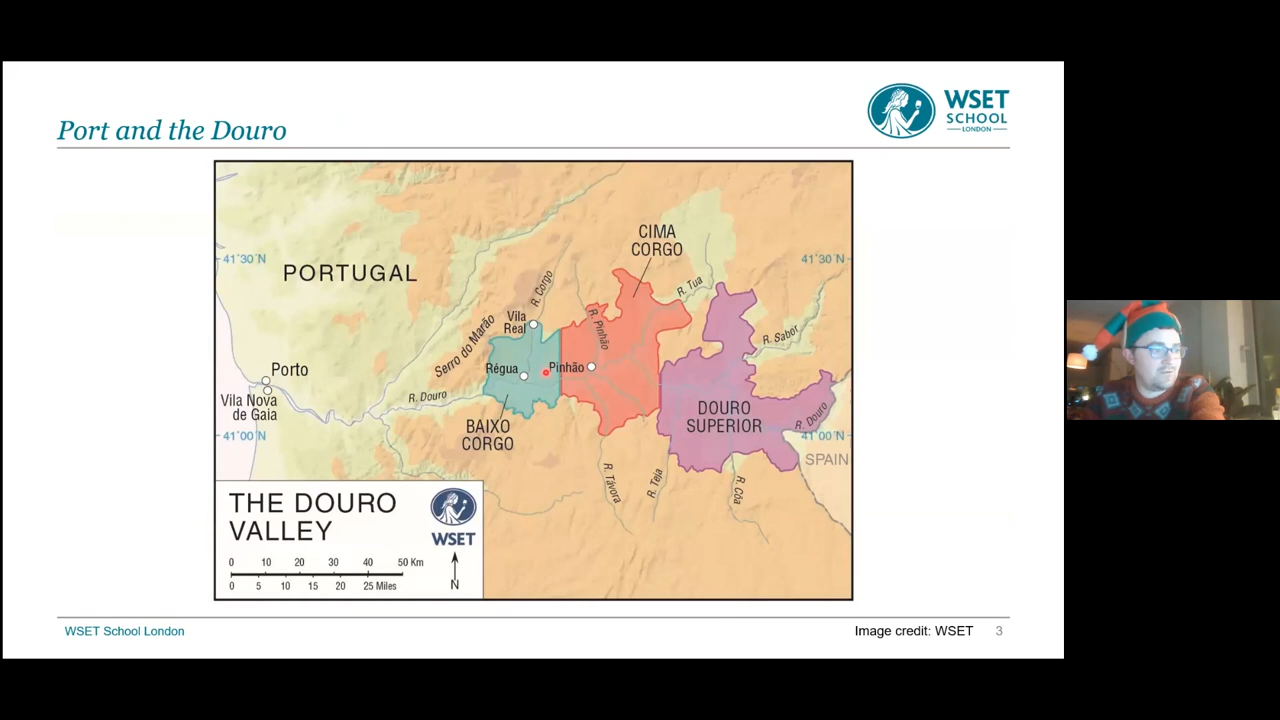 Port and the Douro
WSET
SCHOOL
LONDON
CIMA
CORGO
41°30´N
41°30´N
PORTUGAL
R. Corgo
R. Tua
R. Pinhão
Vila
Real
Serro do Marão
R. Sabor
Porto
Régua
Pinhão
Vila Nova
de Gaia
R. Douro
BAIXO
CORGO
DOURO
SUPERIOR
R. Douro
41°00´N
41°00´N
SPAIN
R. Távora
R. Teja
R. Côa
THE DOURO
VALLEY
WSET
0 10 20 30 40 50 Km
0 5 10 15 20 25 Miles
N
WSET School London
Image credit: WSET 3